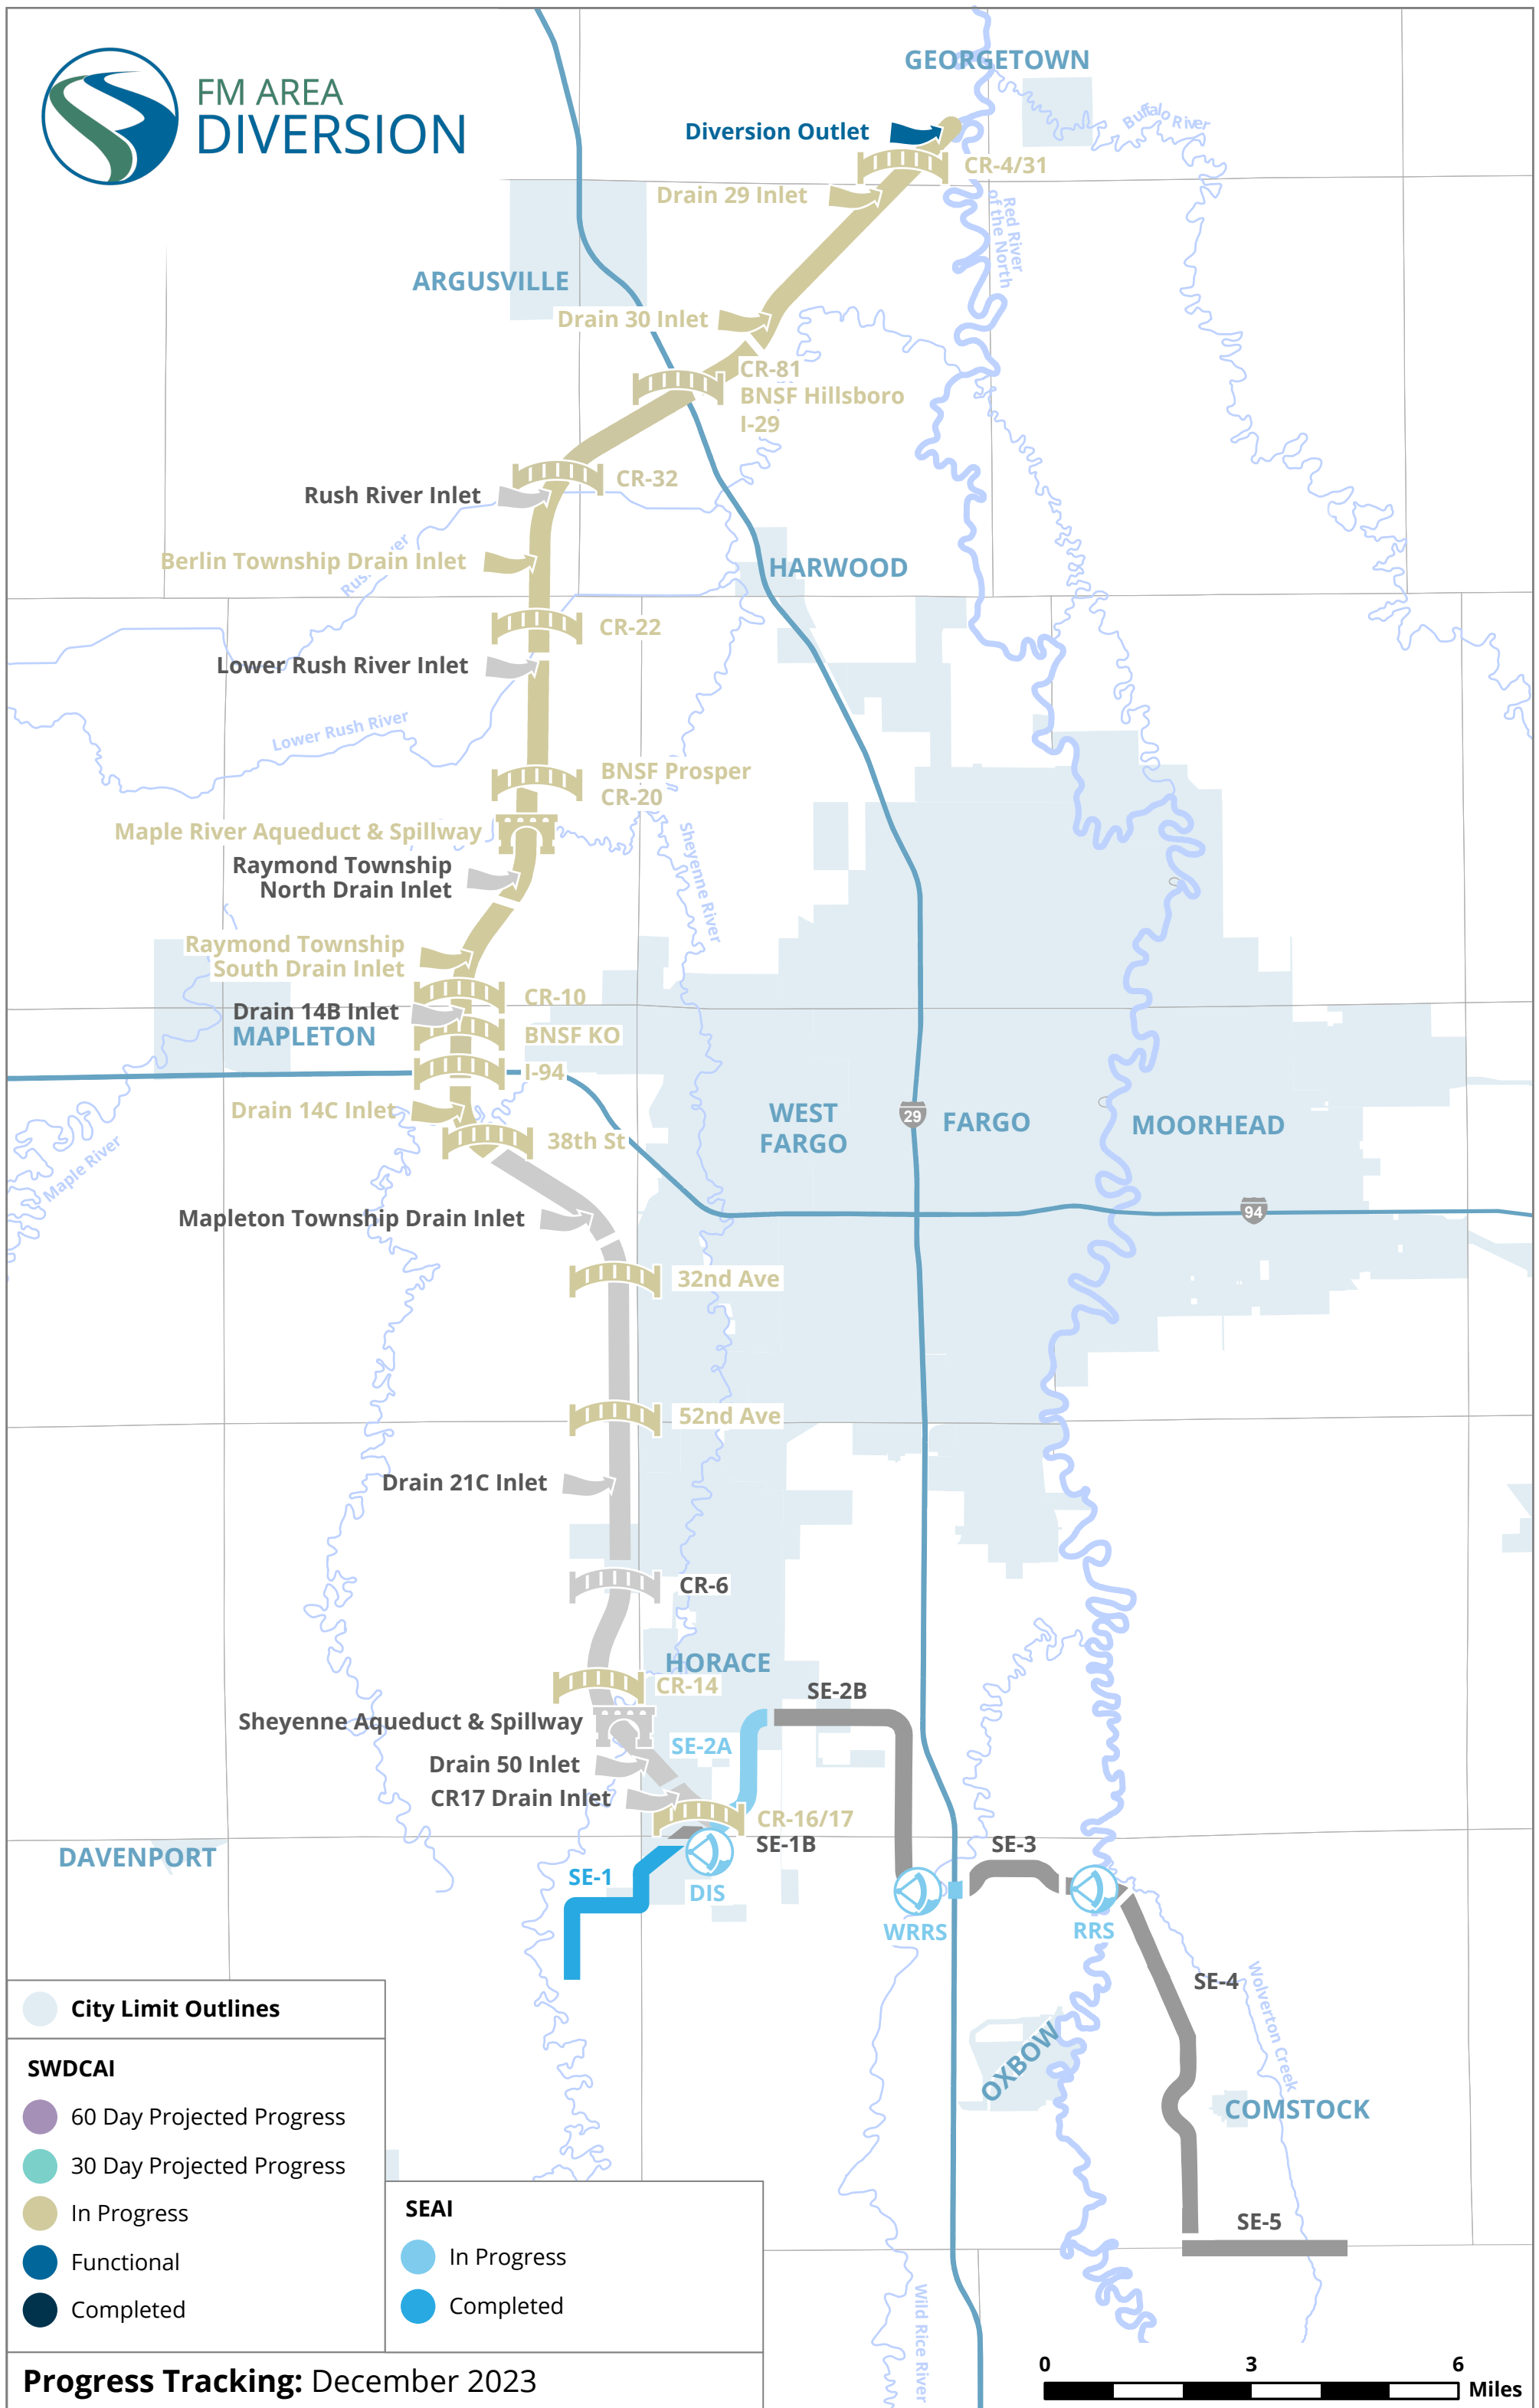 FM AREA
DIVERSION
GEORGETOWN
Buffalo River
Diversion Outlet
CR-4/31
Drain 29 Inlet
Red River
of the North
ARGUSVILLE
Drain 30 Inlet
CR-81
BNSF Hillsboro
I-29
CR-32
Rush River Inlet
Berlin Township Drain Inlet
HARWOOD
CR-22
Lower Rush River Inlet
Lower Rush River
BNSF Prosper
CR-20
Maple River Aqueduct & Spillway
Sheyenne River
Raymond Township
North Drain Inlet
Raymond Township
South Drain Inlet
CR-10
Drain 14B Inlet
MAPLETON
BNSF KO
I-94
Drain 14C Inlet
WEST
FARGO
29
FARGO
MOORHEAD
38th St
Maple River
Mapleton Township Drain Inlet
94
32nd Ave
52nd Ave
Drain 21C Inlet
CR-6
HORACE
CR-14
SE-2B
Sheyenne Aqueduct & Spillway
SE-2A
Drain 50 Inlet
CR17 Drain Inlet
CR-16/17
SE-1B
SE-3
DAVENPORT
SE-1
DIS
WRRS
RRS
SE-4
Wolverton Creek
OXBOW
COMSTOCK
SE-5
Wild Rice River
City Limit Outlines
SWDCAI
60 Day Projected Progress
30 Day Projected Progress
In Progress
Functional
Completed
SEAI
In Progress
Completed
Progress Tracking: December 2023
0 3 6
Miles